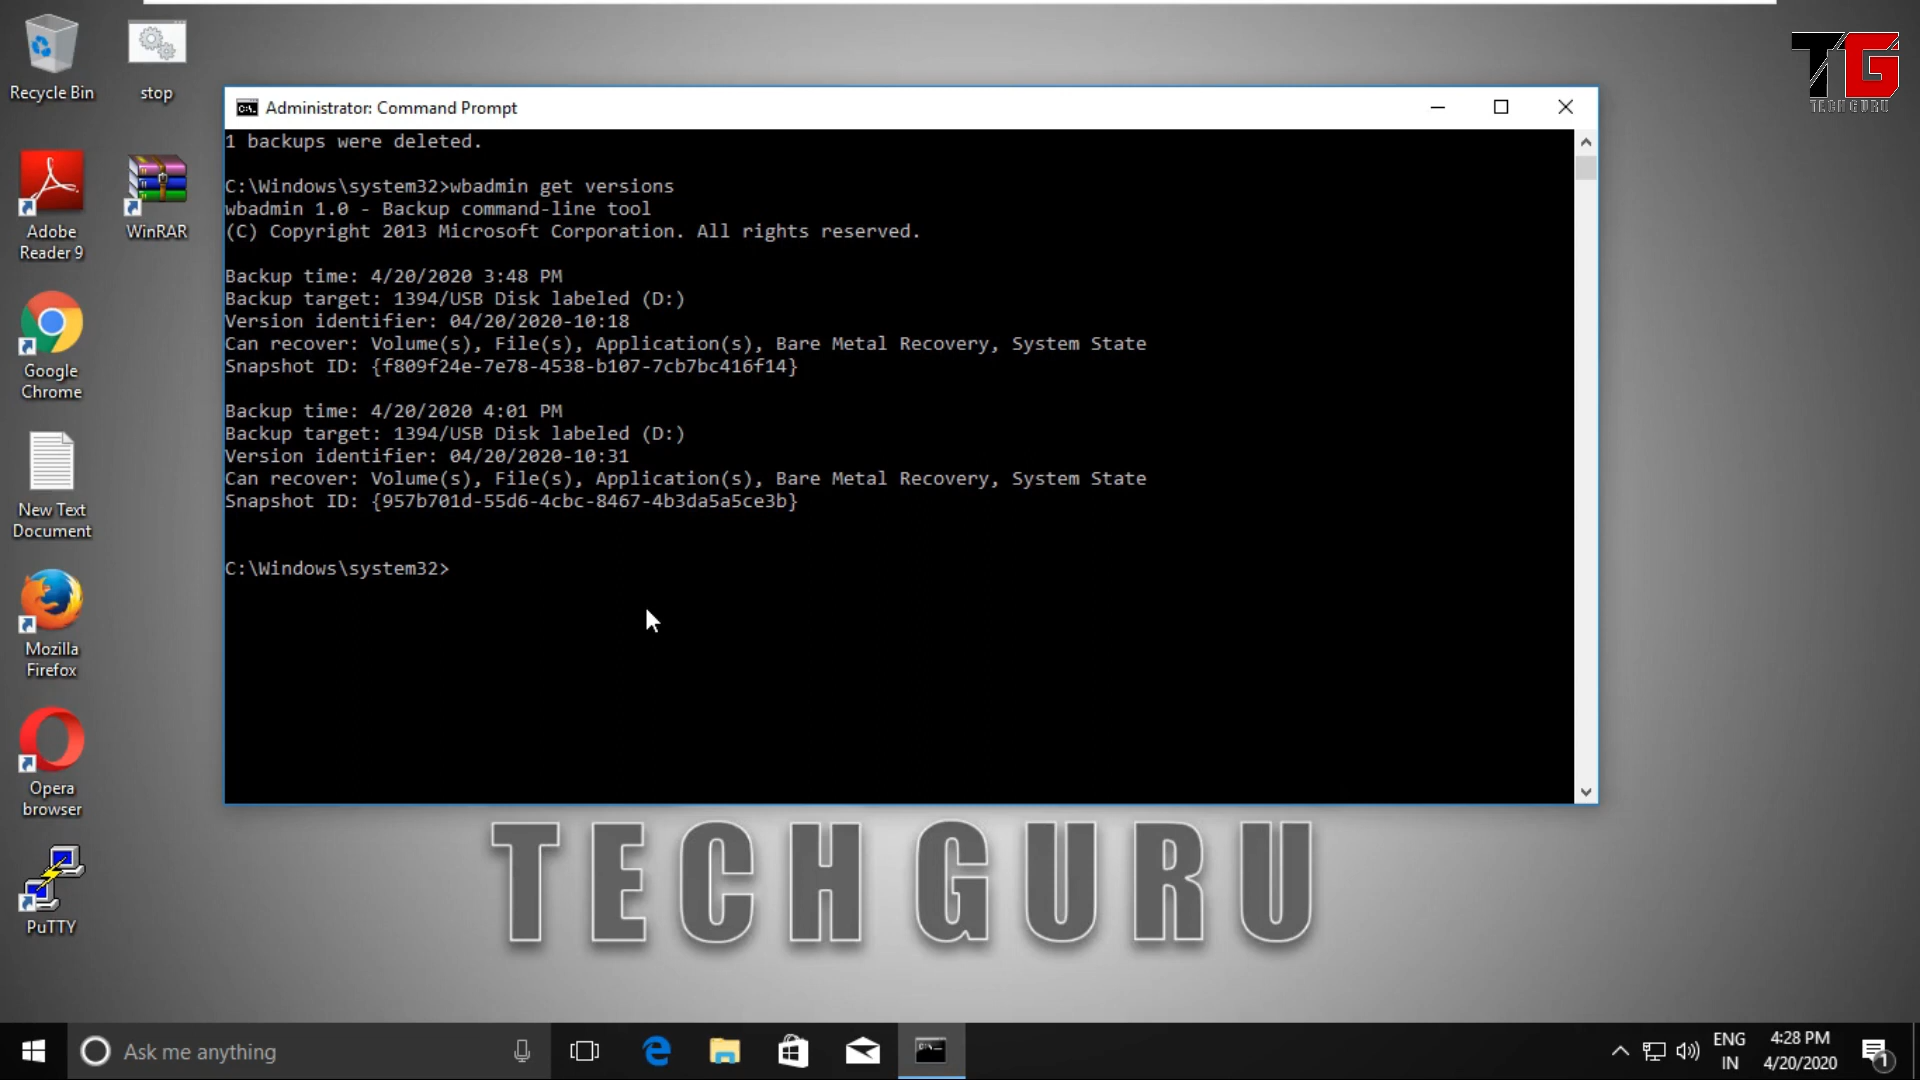 Recycle Bin
stop
TG
TECH GURU
Administrator: Command Prompt
1 backups were deleted.
C:\Windows\system32>wbadmin get versions
wbadmin 1.0 - Backup command-line tool
(C) Copyright 2013 Microsoft Corporation. All rights reserved.
Backup time: 4/20/2020 3:48 PM
Backup target: 1394/USB Disk labeled (D:)
Version identifier: 04/20/2020-10:18
Can recover: Volume(s), File(s), Application(s), Bare Metal Recovery, System State
Snapshot ID: {f809f24e-7e78-4538-b107-7cb7bc416f14}
Backup time: 4/20/2020 4:01 PM
Backup target: 1394/USB Disk labeled (D:)
Version identifier: 04/20/2020-10:31
Can recover: Volume(s), File(s), Application(s), Bare Metal Recovery, System State
Snapshot ID: {957b701d-55d6-4cbc-8467-4b3da5a5ce3b}
C:\Windows\system32>
Adobe
Reader 9
WinRAR
Google
Chrome
New Text
Document
Mozilla
Firefox
Opera
browser
PuTTY
TECH GURU
Ask me anything
ENG
IN
4:28 PM
4/20/2020
1